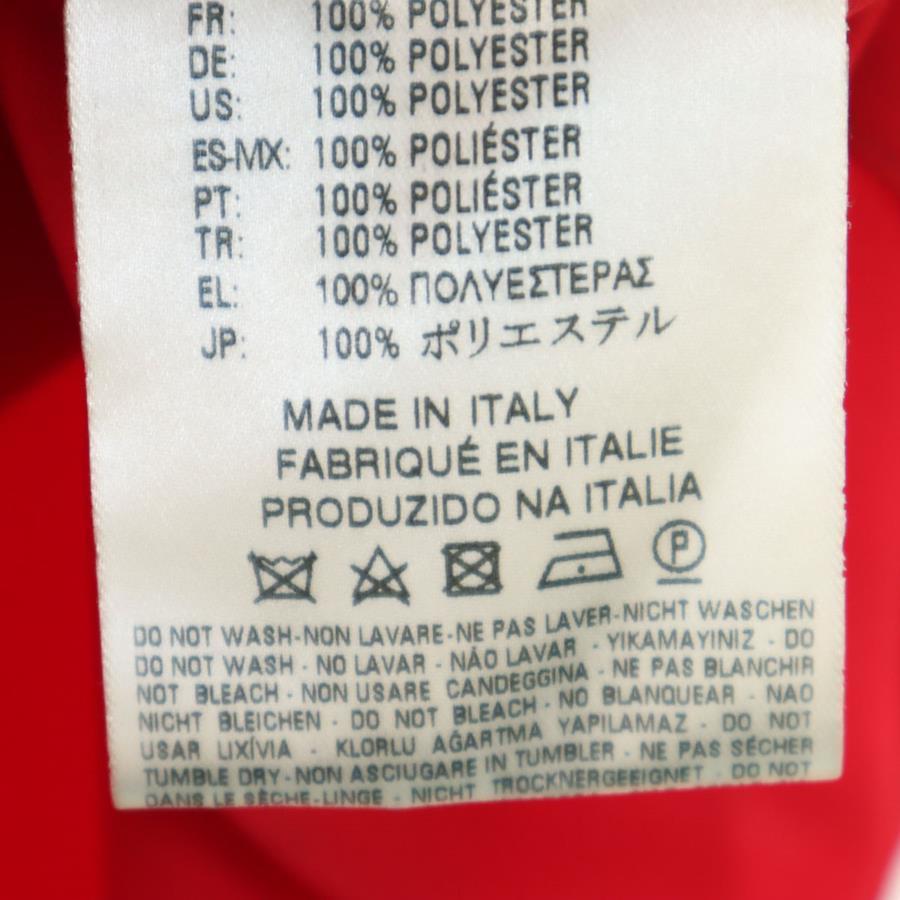 FR: 100% POLYESTER
DE: 100% POLYESTER
US: 100% POLYESTER
ES-MX: 100% POLIÉSTER
PT: 100% POLIÉSTER
TR: 100% POLYESTER
EL: 100% ΠΟΛΥΕΣΤΕΡΑΣ
JP: 100% ポリエステル
MADE IN ITALY
FABRIQUÉ EN ITALIE
PRODUZIDO NA ITALIA
P
DO NOT WASH-NON LAVARE-NE PAS LAVER-NICHT WASCHEN
DO NOT WASH - NO LAVAR - NÃO LAVAR - YIKAMAYINIZ - DO
NOT BLEACH - NON USARE CANDEGGINA - NE PAS BLANCHIR
NICHT BLEICHEN - DO NOT BLEACH - NO BLANQUEAR - NAO
USAR LIXÍVIA - KLORLU AĞARTMA YAPILAMAZ - DO NOT
TUMBLE DRY-NON ASCIUGARE IN TUMBLER - NE PAS SÉCHER
DANS LE SÈCHE-LINGE - NICHT TROCKNERGEEIGNET - DO NOT